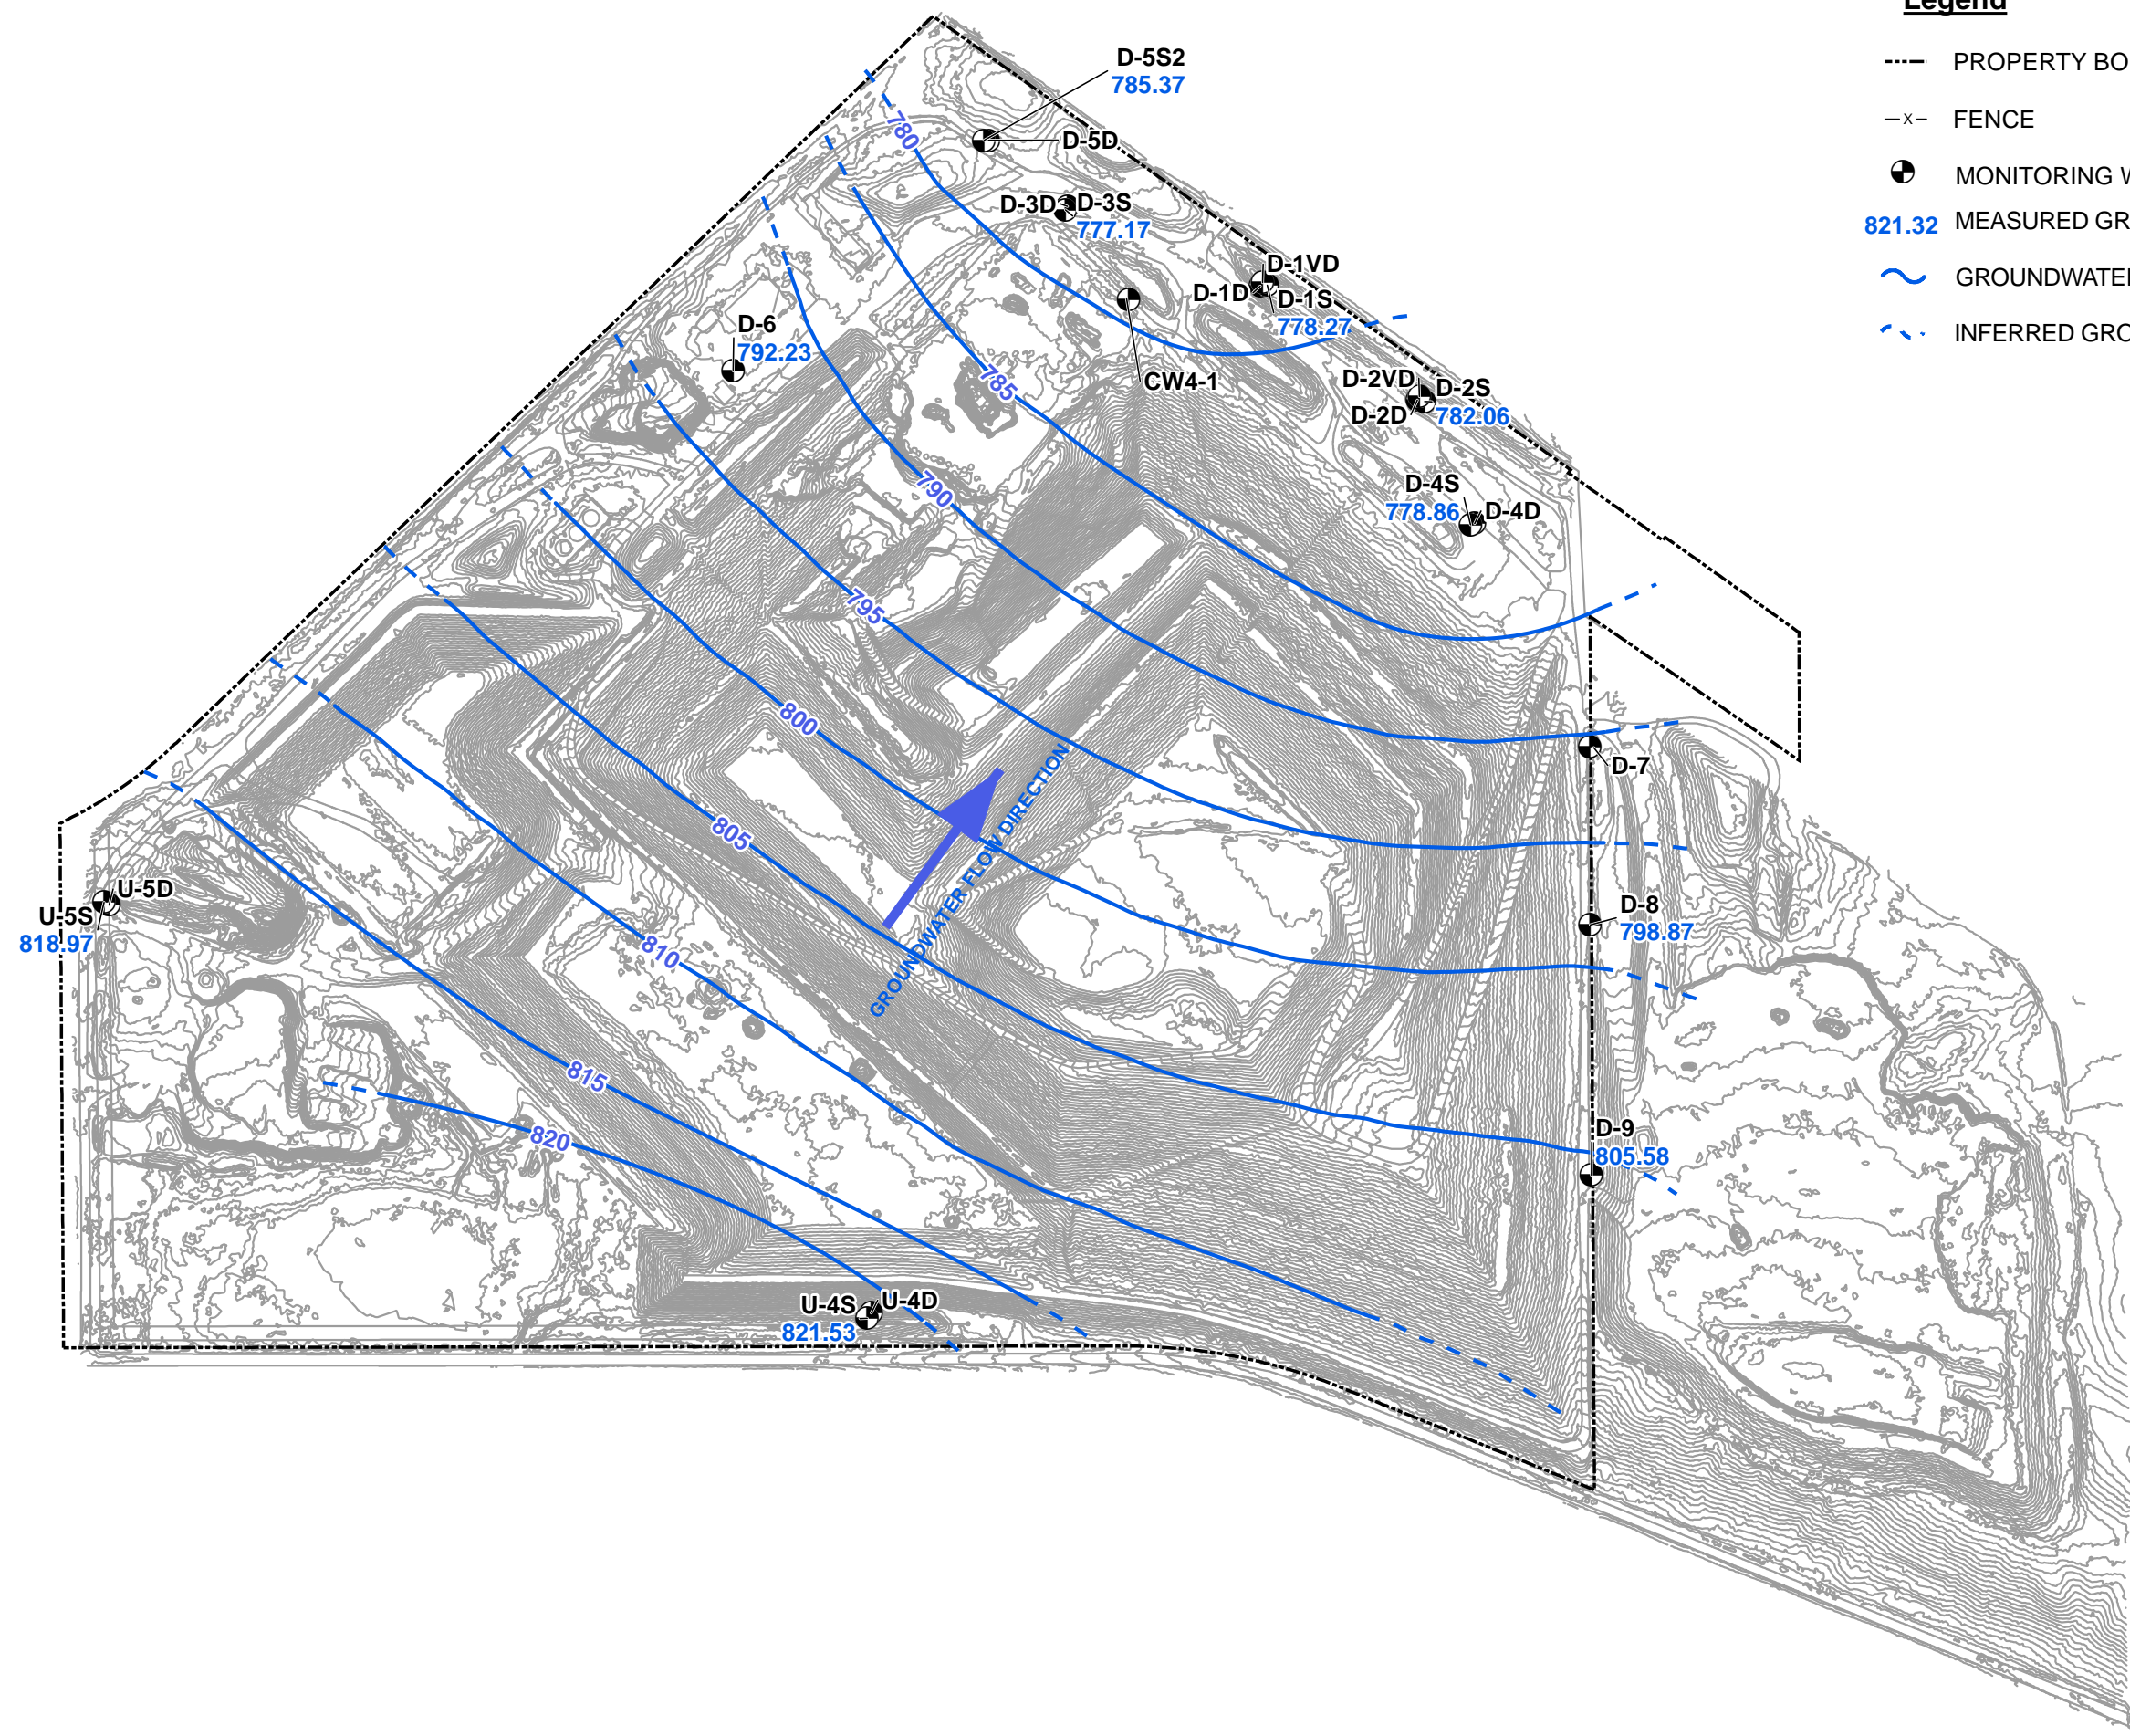 Legend
PROPERTY BO
-x- FENCE
MONITORING W
821.32 MEASURED GR
GROUNDWATE
INFERRED GRO
D-5S2
785.37
780
D-5D
D-3D D-3S
777.17
D-1VD
D-1D D-1S
778.27
D-6
792.23
785
CW4-1
D-2VD D-2S
D-2D 782.06
790
D-4S
778.86 D-4D
795
800
D-7
GROUNDWATER FLOW DIRECTION
805
U-5D
U-5S
818.97
D-8
798.87
810
815
820
D-9
805.58
U-4S U-4D
821.53